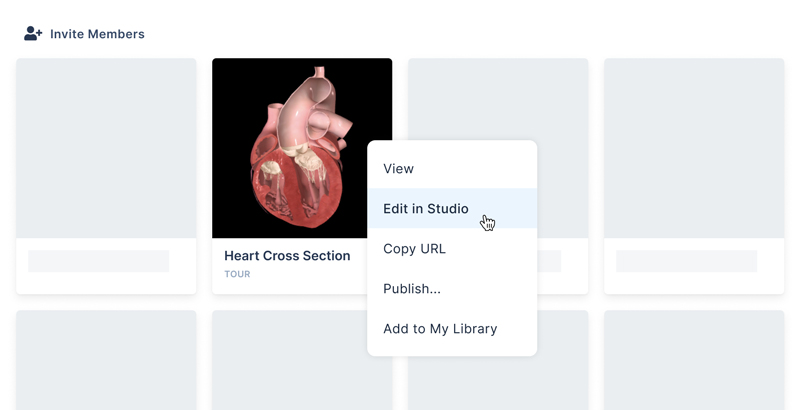 Invite Members
Heart Cross Section
TOUR
View
Edit in Studio
Copy URL
Publish...
Add to My Library